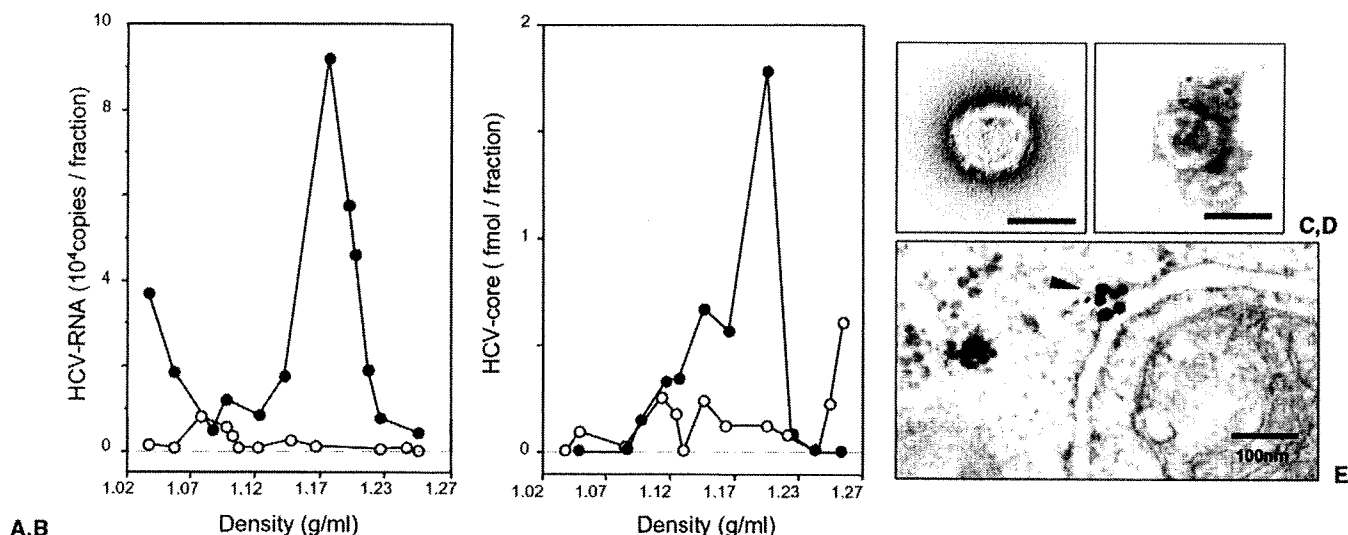 10
8
4
0
HCV-RNA (10⁴copies / fraction)
1.02 1.07 1.12 1.17 1.23 1.27
Density (g/ml)
2
1
0
HCV-core ( fmol / fraction)
1.02 1.07 1.12 1.17 1.23 1.27
Density (g/ml)
A,B
C,D
100nm
E